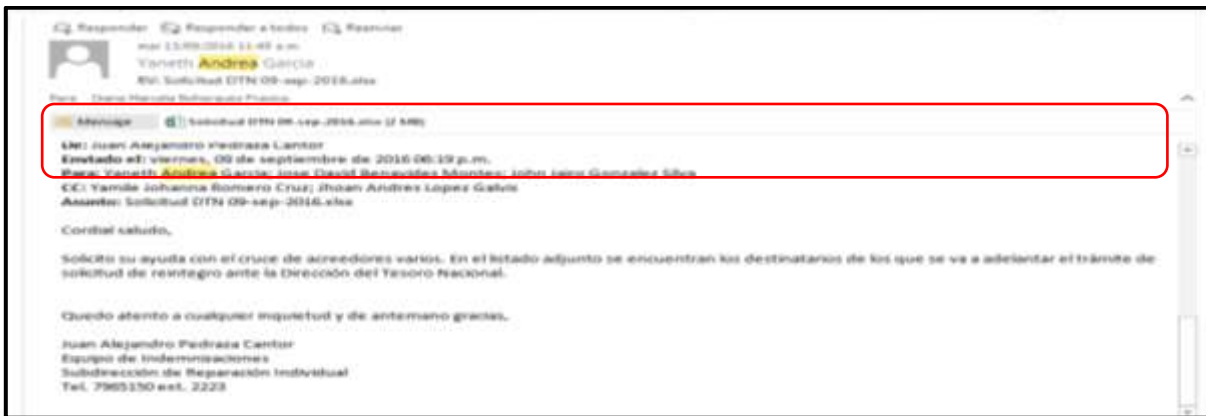 Responder Responder a todos Reenviar
11:49 a.m.
Yaneth Andrea Garcia
RV: Solicitud DTN 09-sep-2016.xlsx
Para Diana Marcela
Mensaje Solicitud DTN 09-sep-2016.xlsx (2 MB)
De: Juan Alejandro Pedraza Cantor
Enviado el: viernes, 09 de septiembre de 2016 06:19 p.m.
Para: Yaneth Andrea Garcia; Jose David Benavides Montes; John Jairo Gonzalez Silva
CC: Yamile Johanna Romero Cruz; Jhoan Andres Lopez Galvis
Asunto: Solicitud DTN 09-sep-2016.xlsx
Cordial saludo,
Solicito su ayuda con el cruce de acreedores varios. En el listado adjunto se encuentran los destinatarios de los que se va a adelantar el trámite de
solicitud de reintegro ante la Dirección del Tesoro Nacional.
Quedo atento a cualquier inquietud y de antemano gracias,
Juan Alejandro Pedraza Cantor
Equipo de Indemnizaciones
Subdirección de Reparación Individual
Tel. 7965150 ext. 2223